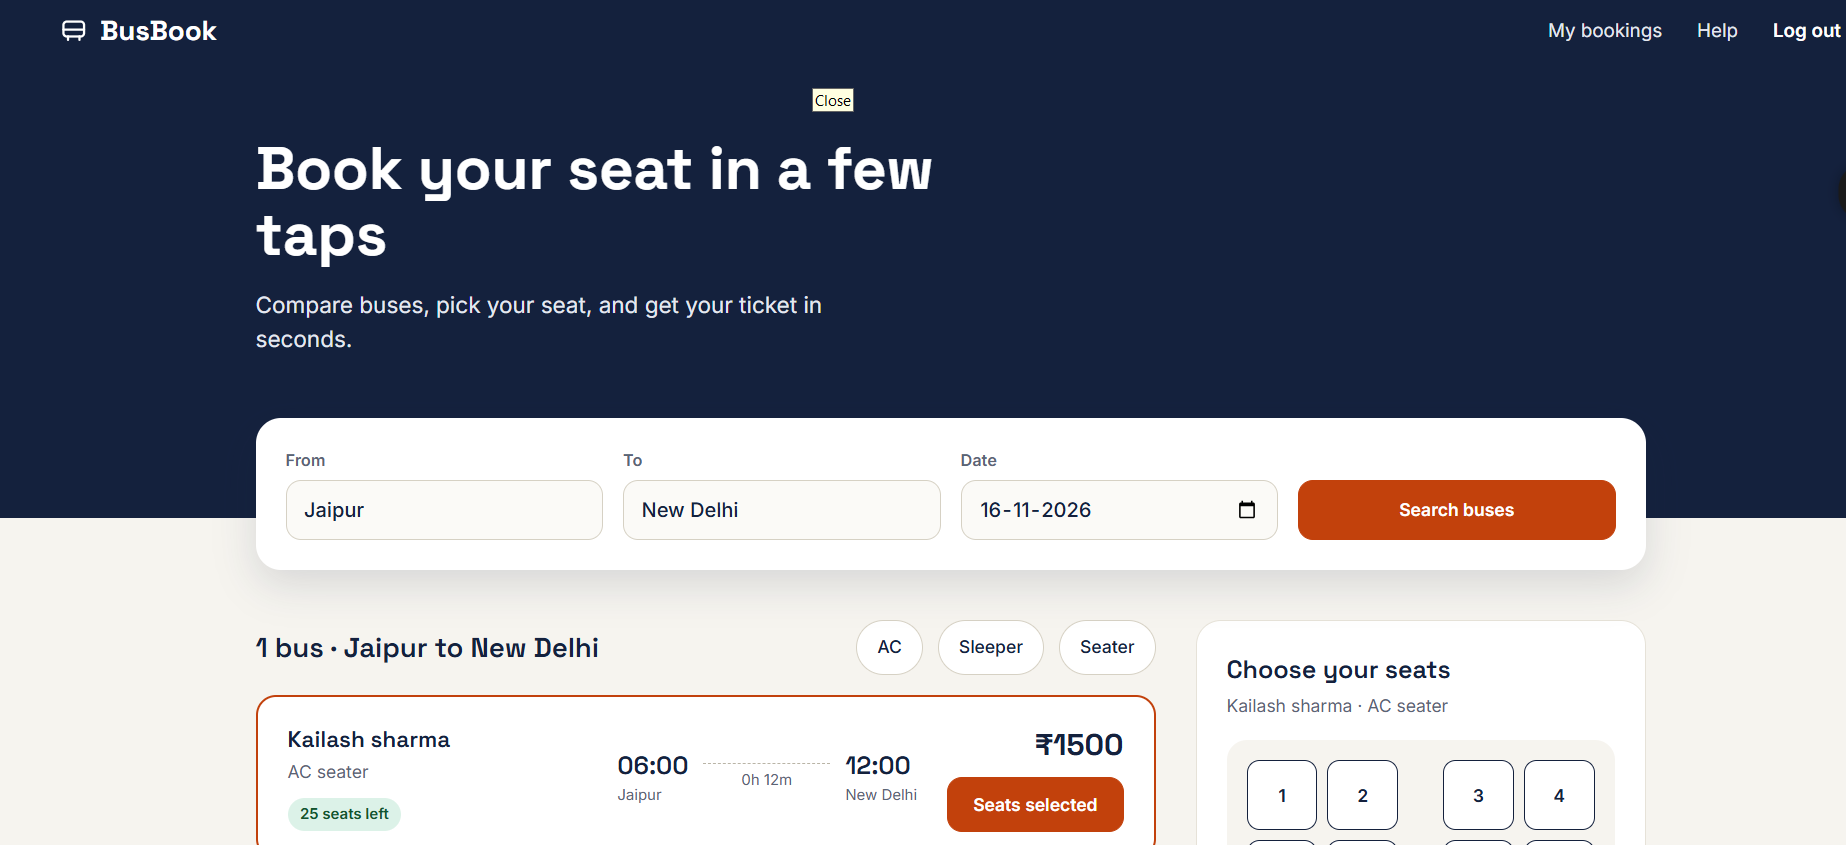 BusBook
My bookings
Help
Log out
Close
Book your seat in a few
taps
Compare buses, pick your seat, and get your ticket in
seconds.
From
To
Date
Jaipur
New Delhi
16-11-2026
Search buses
1 bus · Jaipur to New Delhi
AC
Sleeper
Seater
Kailash sharma
AC seater
25 seats left
06:00
Jaipur
0h 12m
12:00
New Delhi
₹1500
Seats selected
Choose your seats
Kailash sharma · AC seater
1
2
3
4